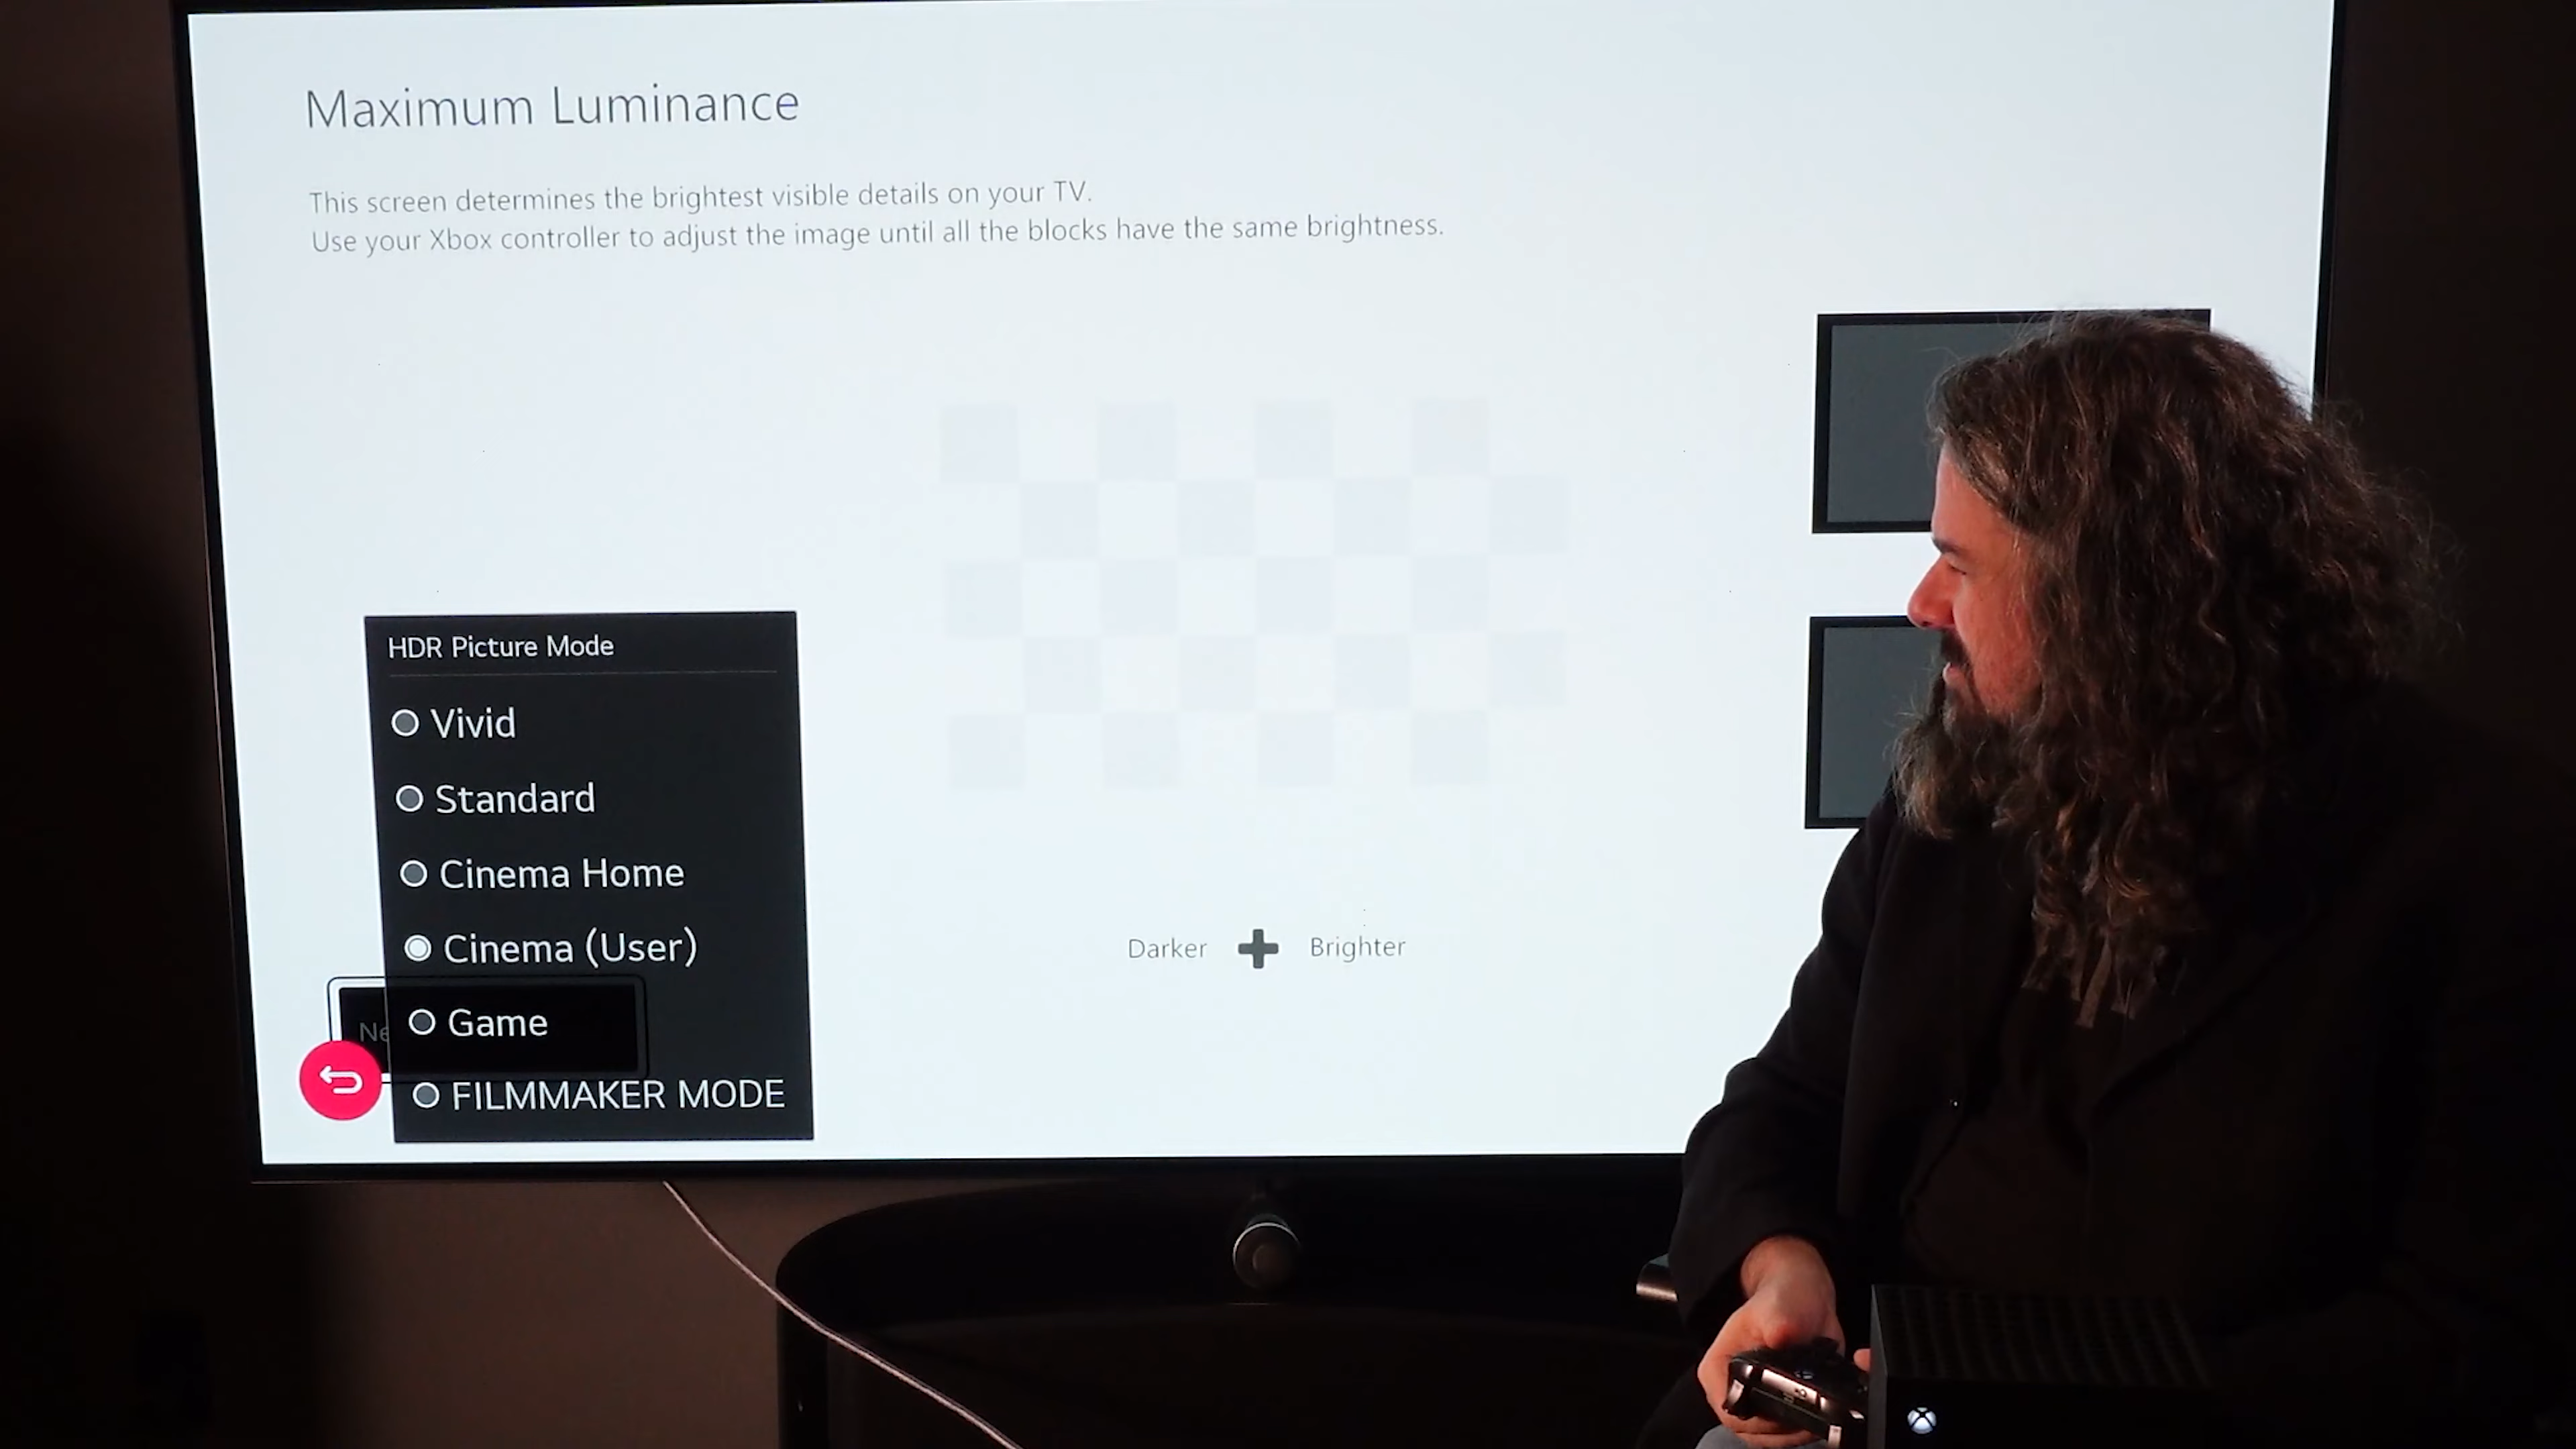 Maximum Luminance
This screen determines the brightest visible details on your TV.
Use your Xbox controller to adjust the image until all the blocks have the same brightness.
HDR Picture Mode
Vivid
Standard
Cinema Home
Cinema (User)
Game
FILMMAKER MODE
Darker
Brighter